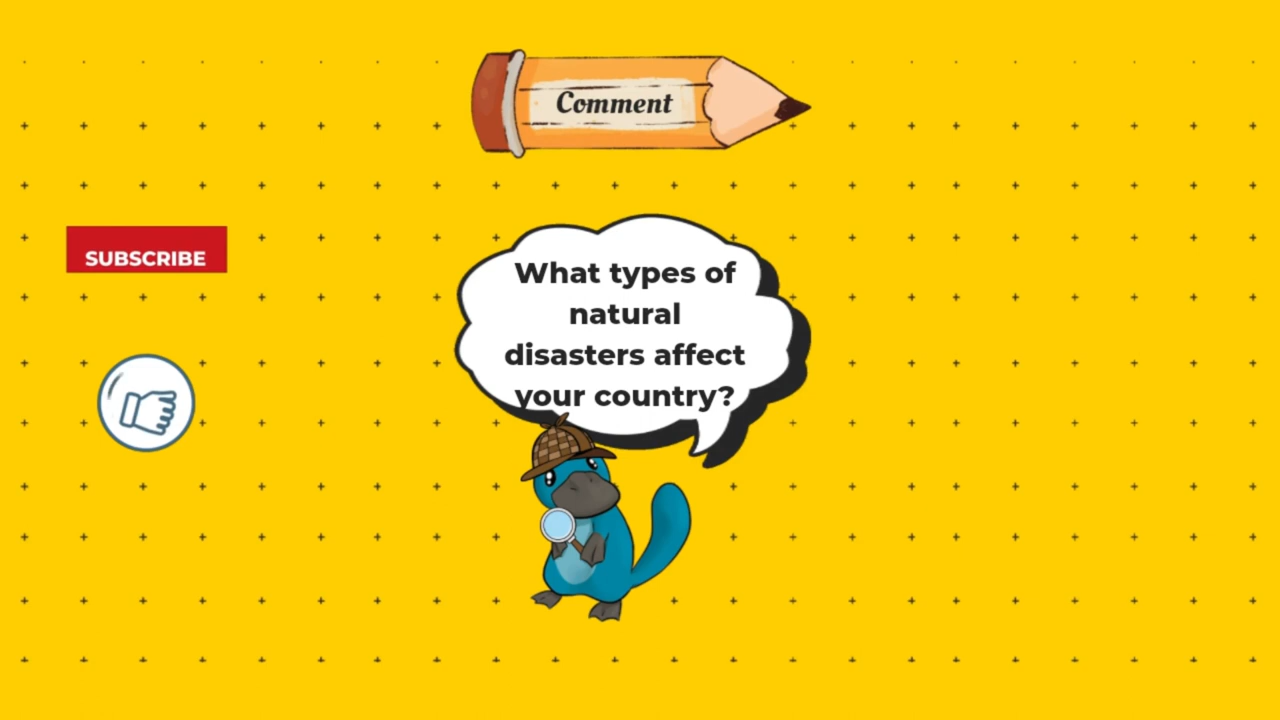 Comment
SUBSCRIBE
What types of
natural
disasters affect
your country?